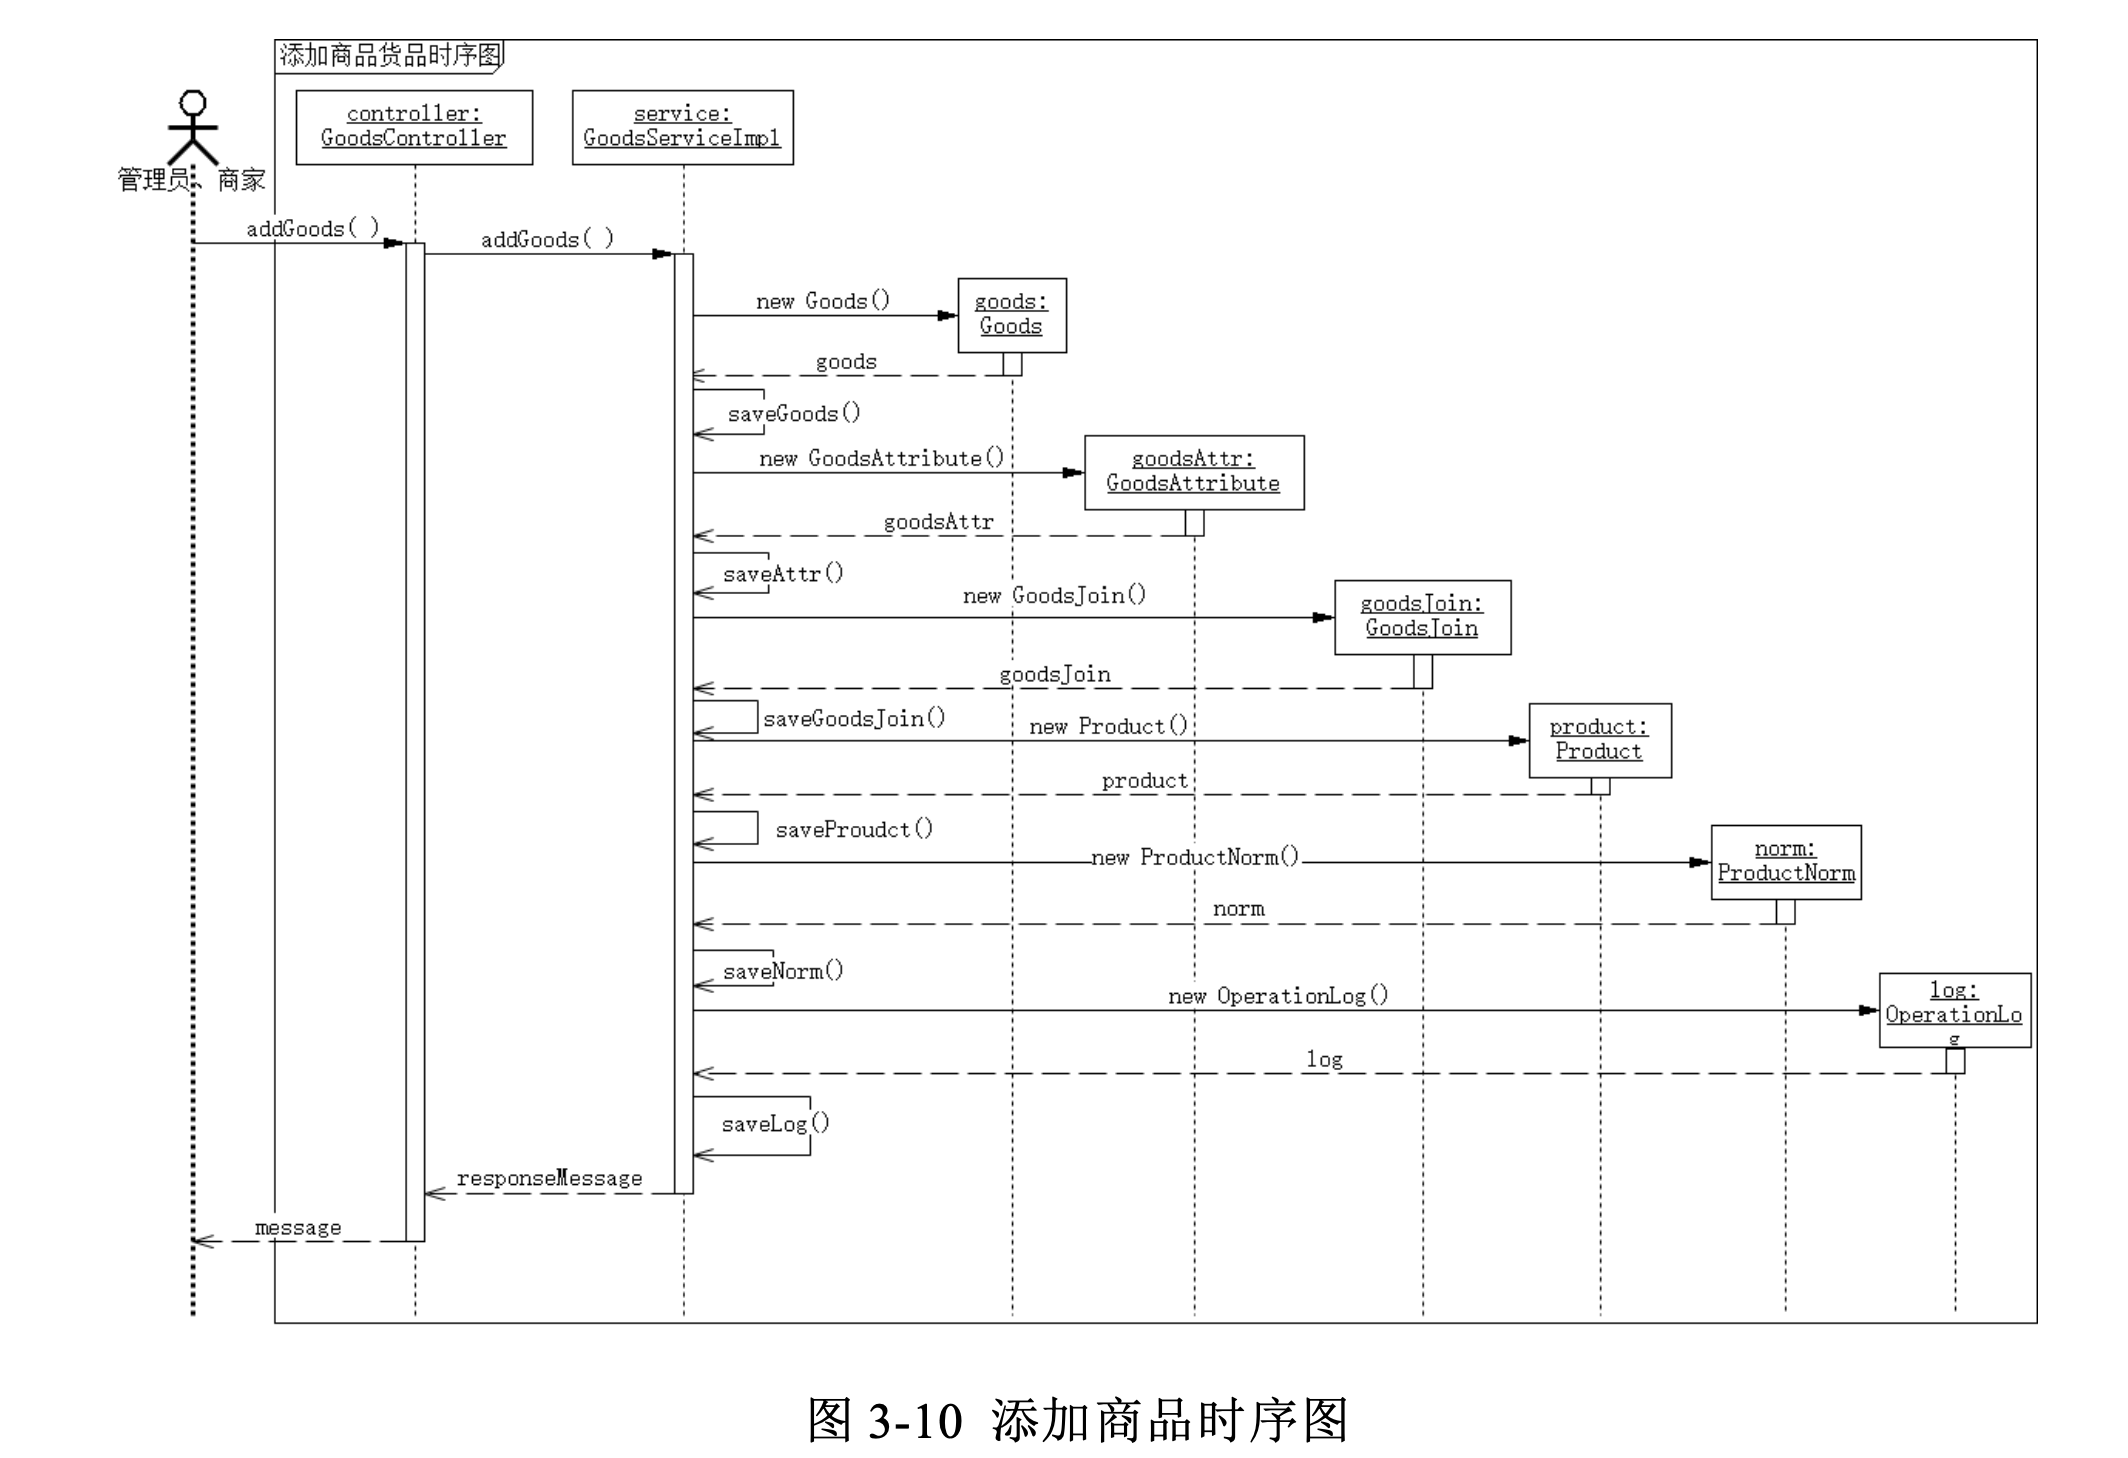 添加商品货品时序图
controller:
GoodsController
service:
GoodsServiceImpl
管理员、商家
addGoods( )
addGoods( )
new Goods()
goods:
Goods
goods
saveGoods()
new GoodsAttribute()
goodsAttr:
GoodsAttribute
goodsAttr
saveAttr()
new GoodsJoin()
goodsJoin:
GoodsJoin
goodsJoin
saveGoodsJoin()
new Product()
product:
Product
product
saveProudct()
new ProductNorm()
norm:
ProductNorm
norm
saveNorm()
new OperationLog()
log:
OperationLo
g
log
saveLog()
responseMessage
message
图 3-10 添加商品时序图